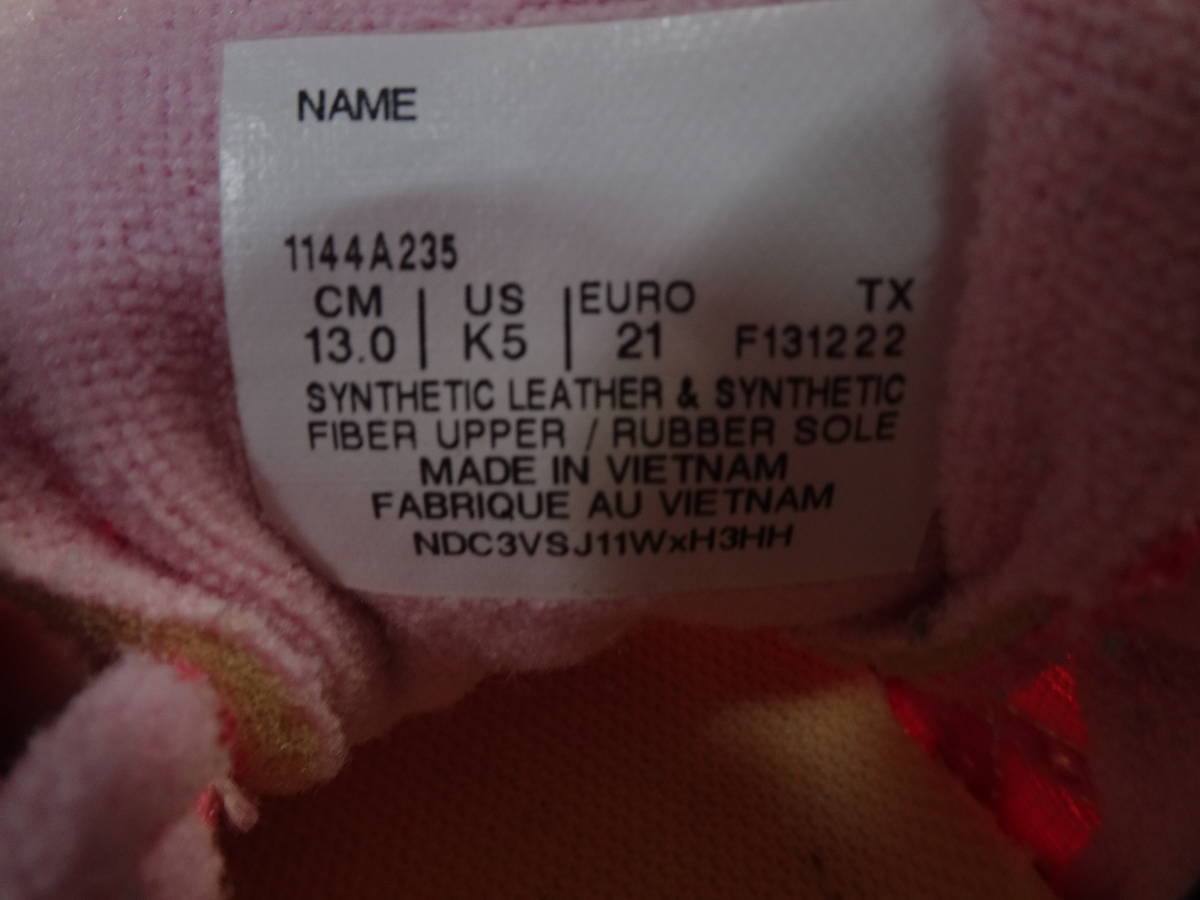 NAME
1144A235
CM | US | EURO TX
13.0 | K5 | 21 F131222
SYNTHETIC LEATHER & SYNTHETIC
FIBER UPPER / RUBBER SOLE
MADE IN VIETNAM
FABRIQUE AU VIETNAM
NDC3VSJ11WxH3HH